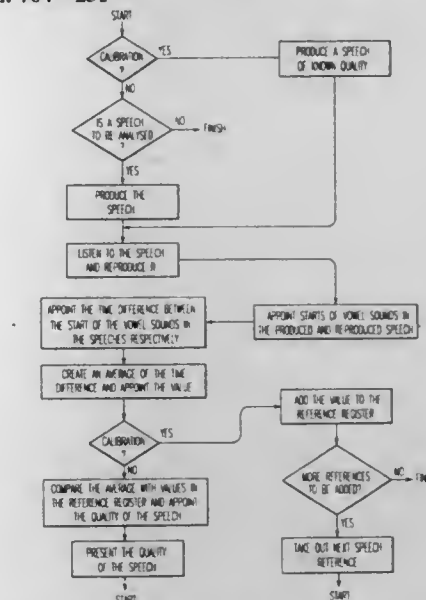 START
CALIBRATION
?
YES
PRODUCE A SPEECH
OF KNOWN QUALITY
NO
IS A SPEECH
TO BE ANALYSED
?
NO
FINISH
YES
PRODUCE THE
SPEECH
LISTEN TO THE SPEECH
AND REPRODUCE IT
APPOINT STARTS OF VOWEL SOUNDS IN
THE PRODUCED AND REPRODUCED SPEECH
APPOINT THE TIME DIFFERENCE BETWEEN
THE START OF THE VOWEL SOUNDS IN
THE SPEECHES RESPECTIVELY
CREATE AN AVERAGE OF THE TIME
DIFFERENCE AND APPOINT THE VALUE
CALIBRATION
?
YES
ADD THE VALUE TO THE
REFERENCE REGISTER
NO
MORE REFERENCES
TO BE ADDED?
NO
COMPARE THE AVERAGE WITH VALUES IN
THE REFERENCE REGISTER AND APPOINT
THE QUALITY OF THE SPEECH
YES
PRESENT THE QUALITY
OF THE SPEECH
TAKE OUT NEXT SPEECH
REFERENCE
START
START